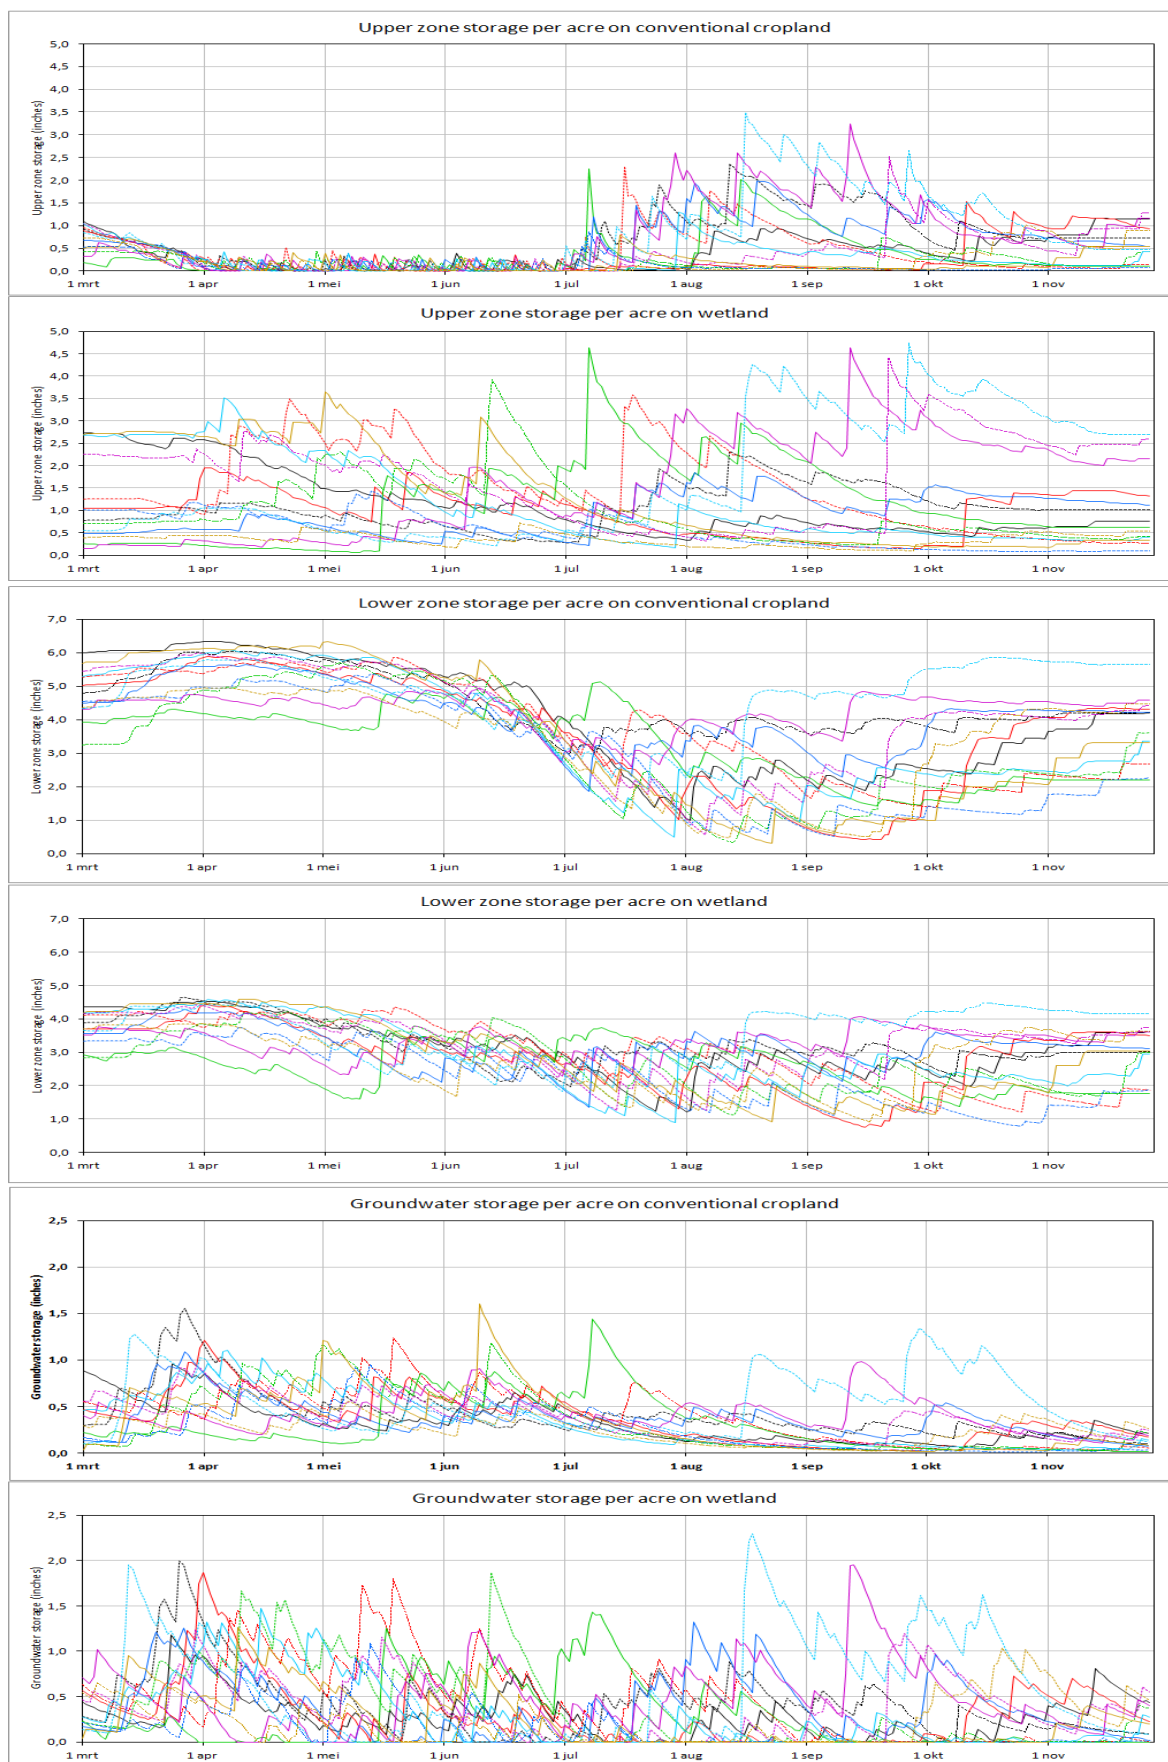 Upper zone storage per acre on conventional cropland
Upper zone storage (inches)
5,0
4,5
4,0
3,5
3,0
2,5
2,0
1,5
1,0
0,5
0,0
1 mrt 1 apr 1 mei 1 jun 1 jul 1 aug 1 sep 1 okt 1 nov
Upper zone storage per acre on wetland
Upper zone storage (inches)
5,0
4,5
4,0
3,5
3,0
2,5
2,0
1,5
1,0
0,5
0,0
1 mrt 1 apr 1 mei 1 jun 1 jul 1 aug 1 sep 1 okt 1 nov
Lower zone storage per acre on conventional cropland
Lower zone storage (inches)
7,0
6,0
5,0
4,0
3,0
2,0
1,0
0,0
1 mrt 1 apr 1 mei 1 jun 1 jul 1 aug 1 sep 1 okt 1 nov
Lower zone storage per acre on wetland
Lower zone storage (inches)
7,0
6,0
5,0
4,0
3,0
2,0
1,0
0,0
1 mrt 1 apr 1 mei 1 jun 1 jul 1 aug 1 sep 1 okt 1 nov
Groundwater storage per acre on conventional cropland
Groundwater storage (inches)
2,5
2,0
1,5
1,0
0,5
0,0
1 mrt 1 apr 1 mei 1 jun 1 jul 1 aug 1 sep 1 okt 1 nov
Groundwater storage per acre on wetland
Groundwater storage (inches)
2,5
2,0
1,5
1,0
0,5
0,0
1 mrt 1 apr 1 mei 1 jun 1 jul 1 aug 1 sep 1 okt 1 nov